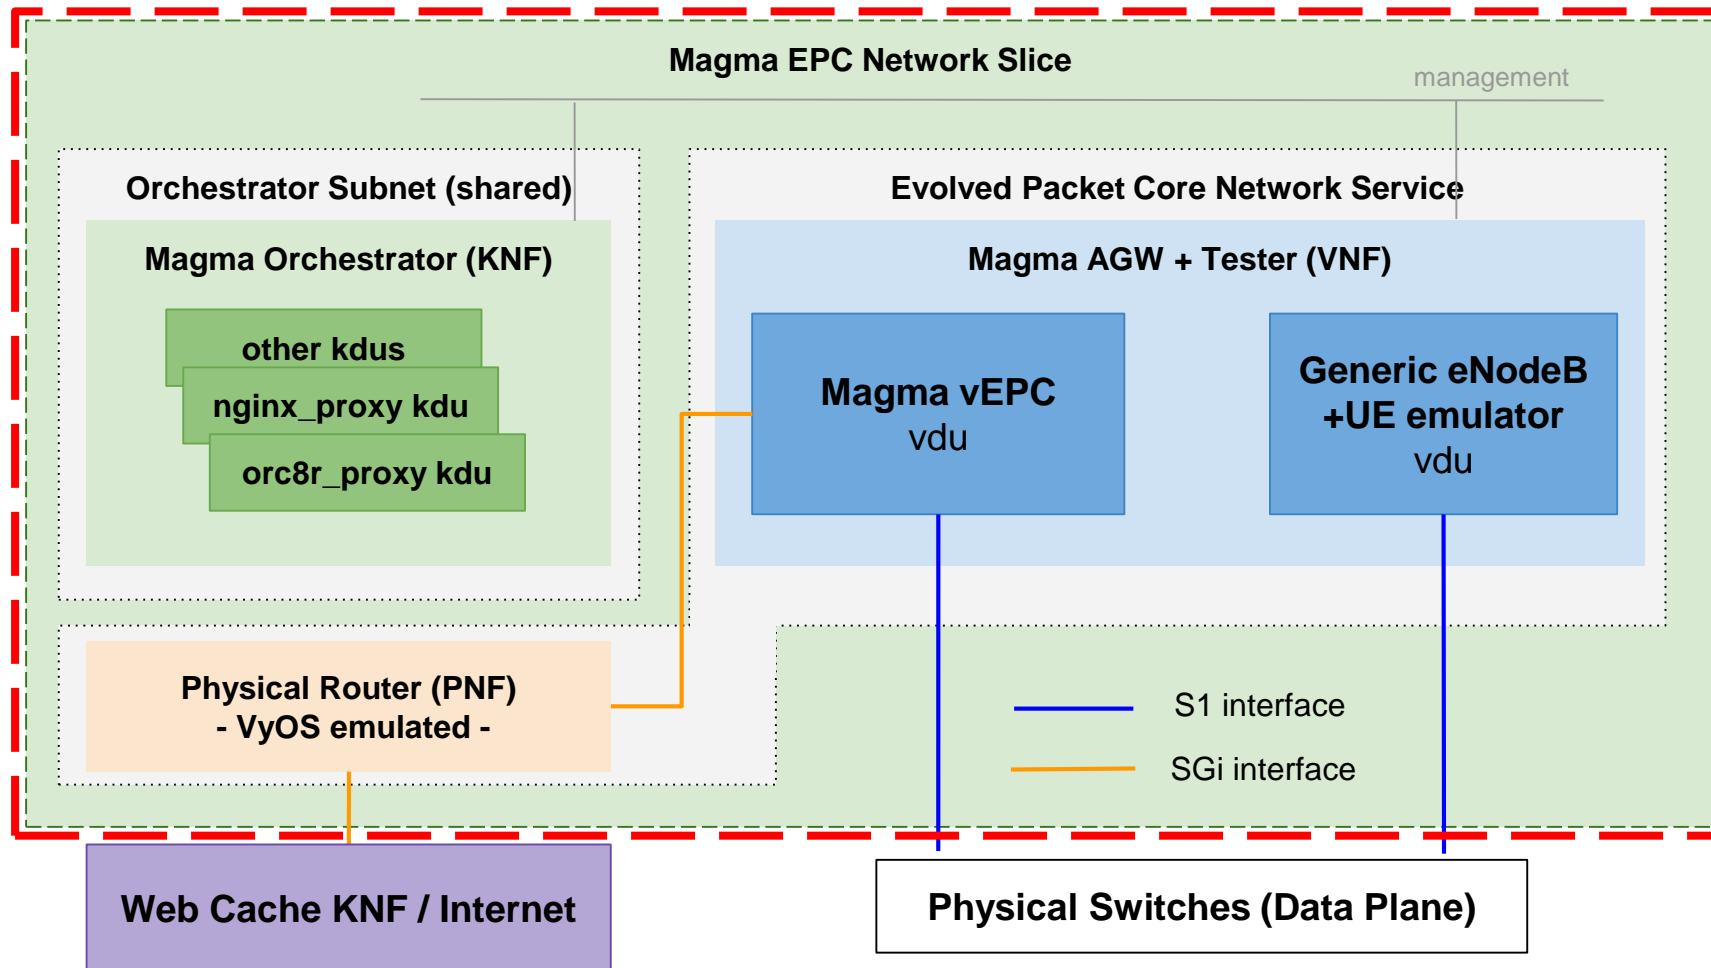 Magma EPC Network Slice
management
Orchestrator Subnet (shared)
Magma Orchestrator (KNF)
other kdus
nginx_proxy kdu
orc8r_proxy kdu
Evolved Packet Core Network Service
Magma AGW + Tester (VNF)
Magma vEPC
vdu
Generic eNodeB
+UE emulator
vdu
Physical Router (PNF)
- VyOS emulated -
S1 interface
SGi interface
Web Cache KNF / Internet
Physical Switches (Data Plane)